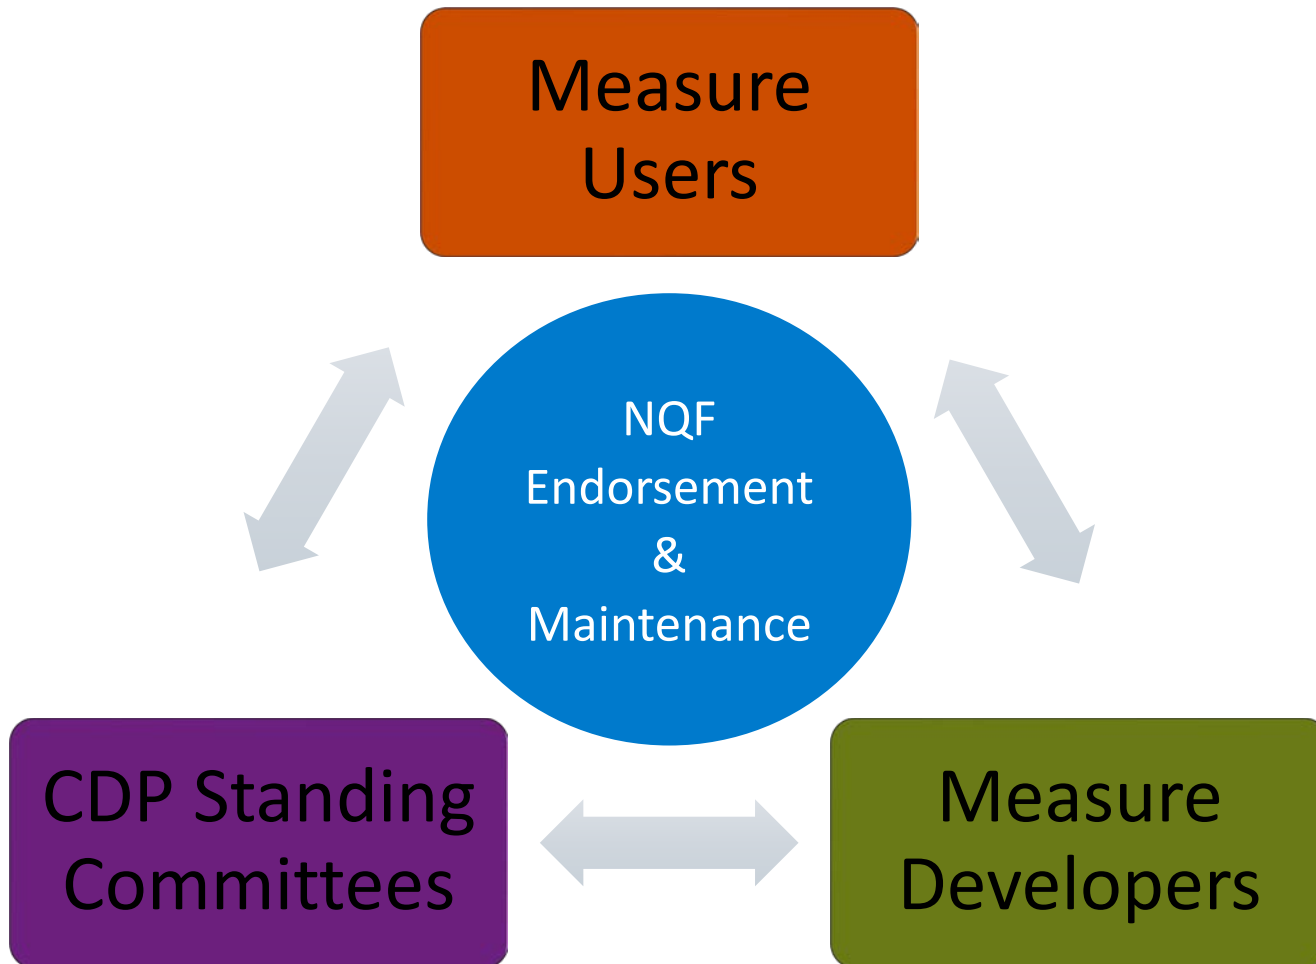 Measure
Users
NQF
Endorsement
&
Maintenance
CDP Standing
Committees
Measure
Developers